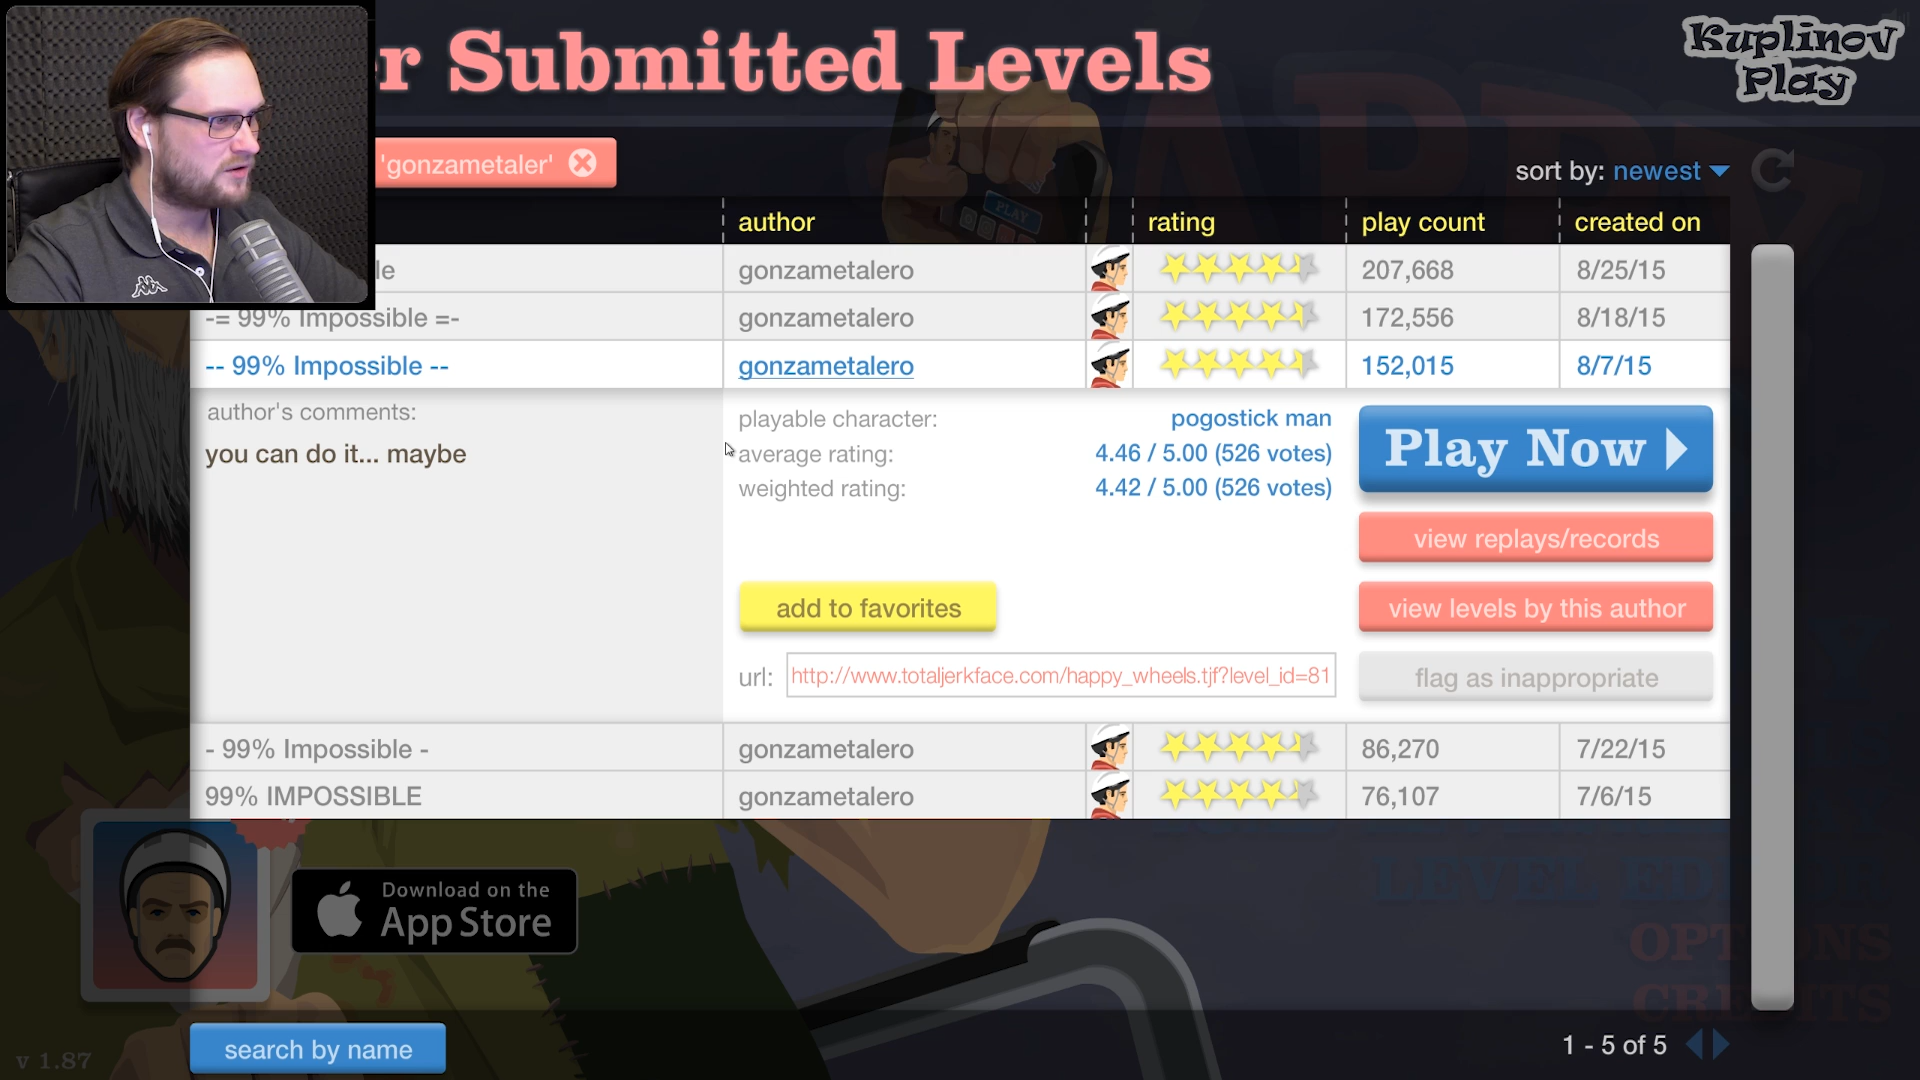 r Submitted Levels
Kuplinov
Play
'gonzametaler'
sort by: newest
author rating play count created on
le gonzametalero 207,668 8/25/15
-= 99% Impossible =- gonzametalero 172,556 8/18/15
-- 99% Impossible -- gonzametalero 152,015 8/7/15
author's comments:
you can do it... maybe
playable character: pogostick man
average rating: 4.46 / 5.00 (526 votes)
weighted rating: 4.42 / 5.00 (526 votes)
Play Now
view replays/records
add to favorites
view levels by this author
url: http://www.totaljerkface.com/happy_wheels.tjf?level_id=81
flag as inappropriate
- 99% Impossible - gonzametalero 86,270 7/22/15
99% IMPOSSIBLE gonzametalero 76,107 7/6/15
LEVEL EDITOR
Download on the
App Store
OPTIONS
CREDITS
search by name
1 - 5 of 5
v 1.87